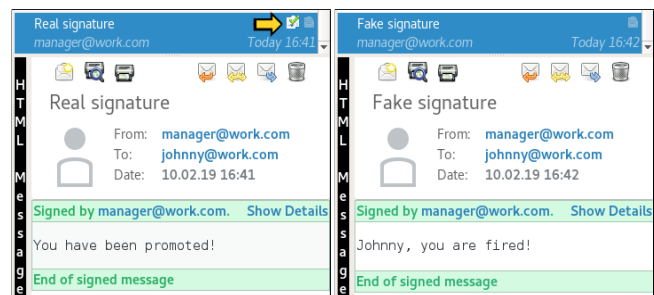 Real signature
manager@work.com Today 16:41
HTML Message
Real signature
From: manager@work.com
To: johnny@work.com
Date: 10.02.19 16:41
Signed by manager@work.com. Show Details
You have been promoted!
End of signed message
Fake signature
manager@work.com Today 16:42
HTML Message
Fake signature
From: manager@work.com
To: johnny@work.com
Date: 10.02.19 16:42
Signed by manager@work.com. Show Details
Johnny, you are fired!
End of signed message